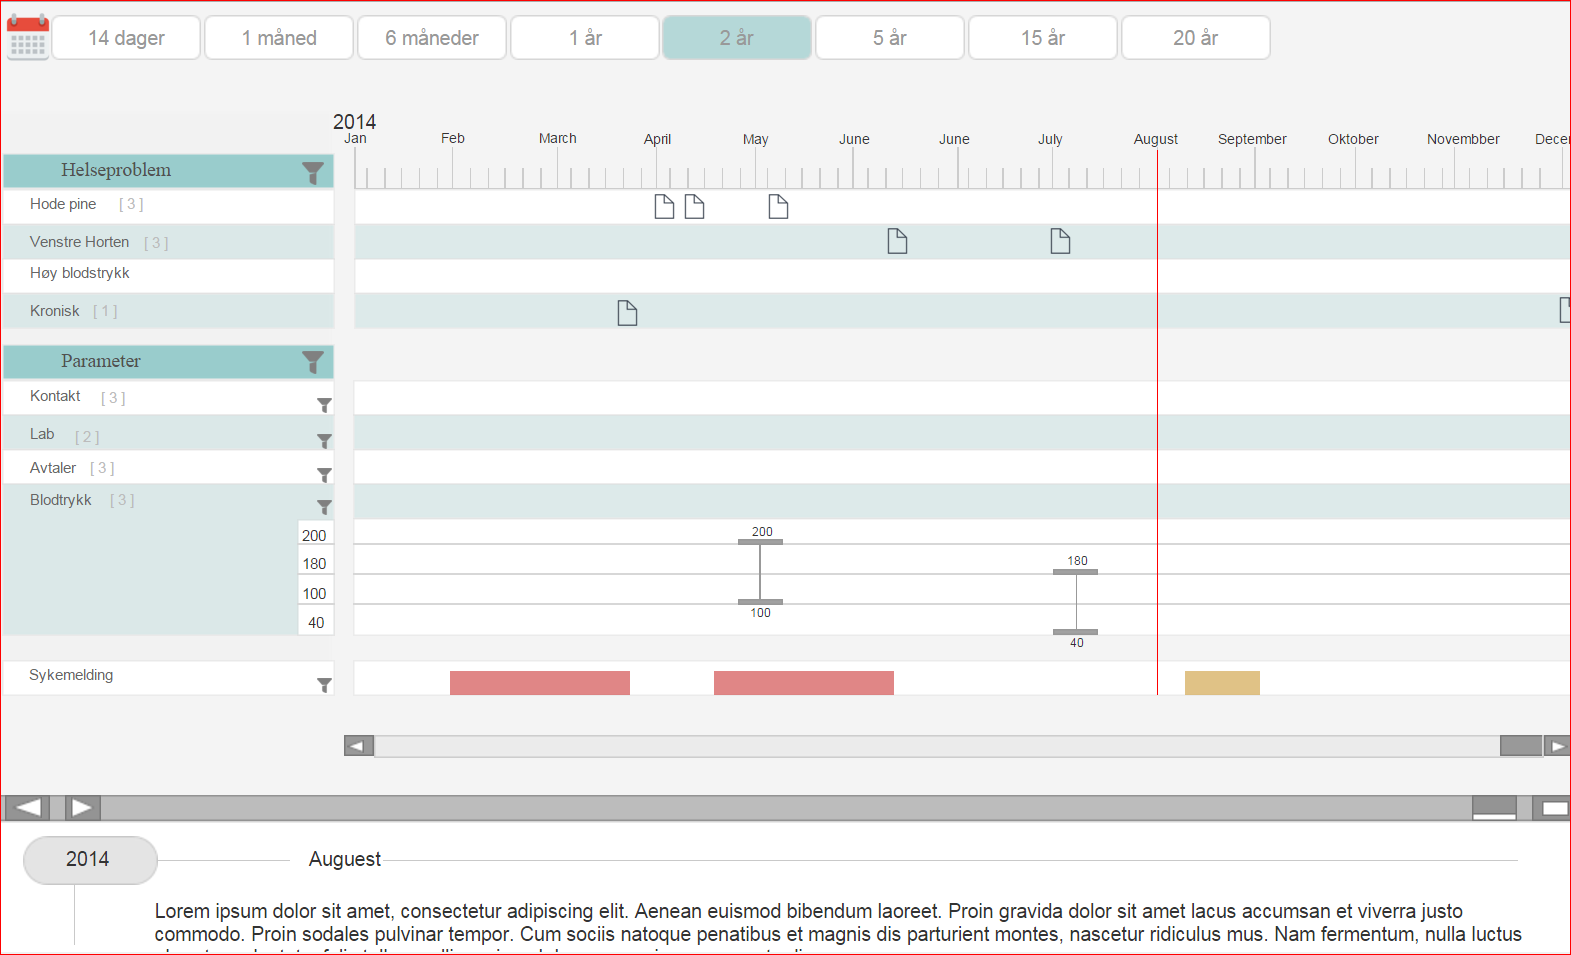 14 dager 1 måned 6 måneder 1 år 2 år 5 år 15 år 20 år
2014
Jan Feb March April May June June July August September Oktober Novembber
Helseproblem
Hode pine [ 3 ]
Venstre Horten [ 3 ]
Høy blodstrykk
Kronisk [ 1 ]
Parameter
Kontakt [ 3 ]
Lab [ 2 ]
Avtaler [ 3 ]
Blodtrykk [ 3 ]
200 200
180 180
100 100
40 40
Sykemelding
2014 Auguest
Lorem ipsum dolor sit amet, consectetur adipiscing elit. Aenean euismod bibendum laoreet. Proin gravida dolor sit amet lacus accumsan et viverra justo
commodo. Proin sodales pulvinar tempor. Cum sociis natoque penatibus et magnis dis parturient montes, nascetur ridiculus mus. Nam fermentum, nulla luctus